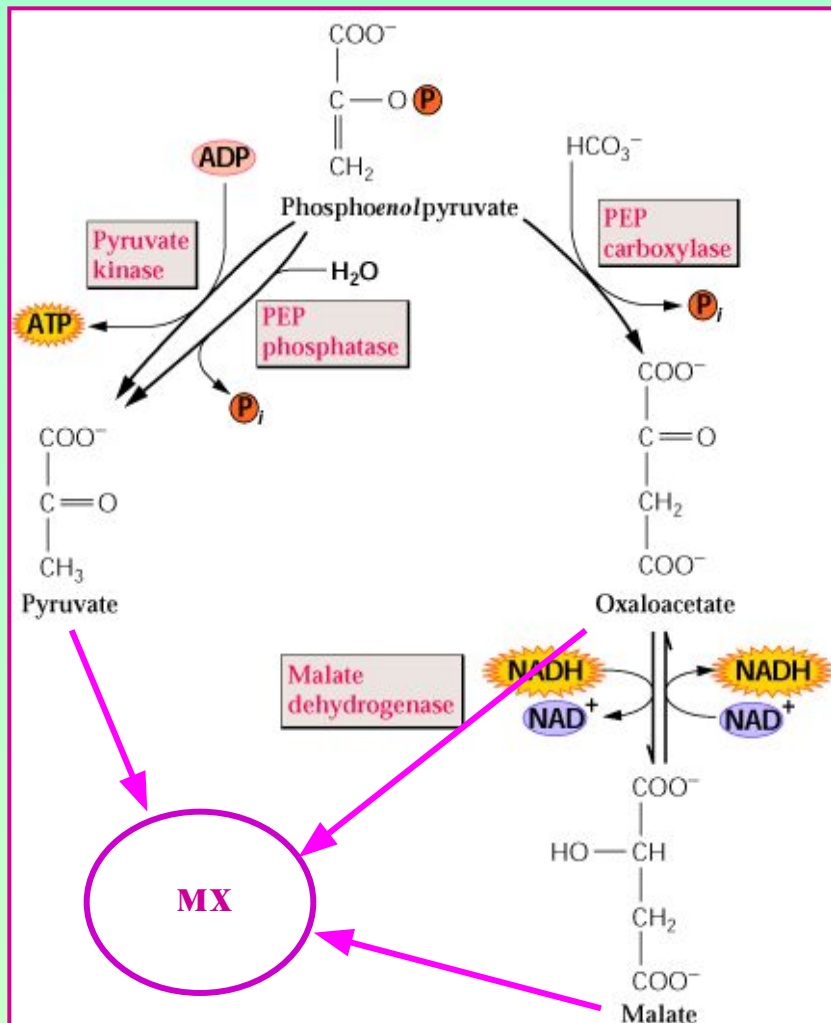 COO⁻
C — O P
CH₂
Phosphoenolpyruvate
ADP
HCO₃⁻
Pyruvate
kinase
PEP
carboxylase
H₂O
ATP
PEP
phosphatase
Pi
Pi
COO⁻
C=O
CH₃
Pyruvate
COO⁻
C=O
CH₂
COO⁻
Oxaloacetate
Malate
dehydrogenase
NADH
NAD⁺
NADH
NAD⁺
COO⁻
HO — CH
CH₂
COO⁻
Malate
MX